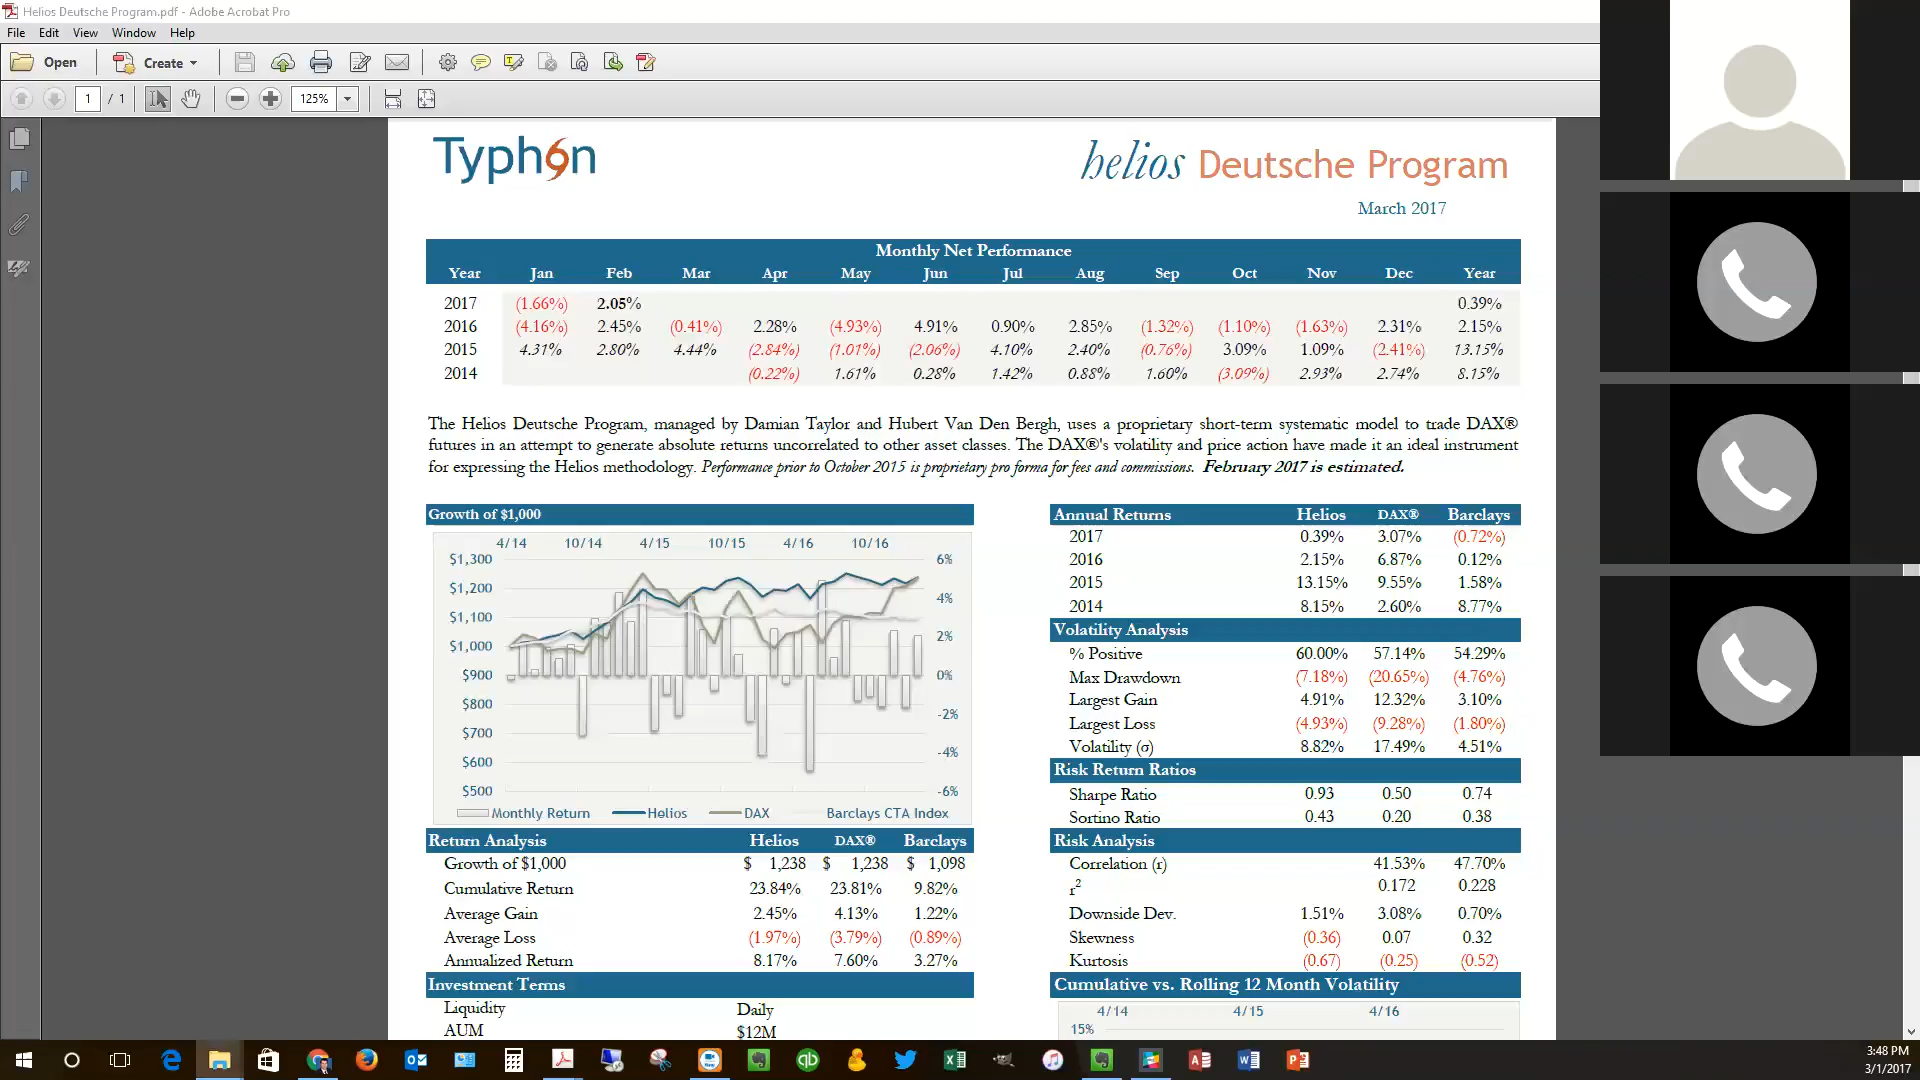 Helios Deutsche Program.pdf - Adobe Acrobat Pro
File Edit View Window Help
Open Create
1 / 1 125%
Typhon
helios Deutsche Program
March 2017
Monthly Net Performance
Year Jan Feb Mar Apr May Jun Jul Aug Sep Oct Nov Dec Year
2017 (1.66%) 2.05% 0.39%
2016 (4.16%) 2.45% (0.41%) 2.28% (4.93%) 4.91% 0.90% 2.85% (1.32%) (1.10%) (1.63%) 2.31% 2.15%
2015 4.31% 2.80% 4.44% (2.84%) (1.01%) (2.06%) 4.10% 2.40% (0.76%) 3.09% 1.09% (2.41%) 13.15%
2014 (0.22%) 1.61% 0.28% 1.42% 0.88% 1.60% (3.09%) 2.93% 2.74% 8.15%
The Helios Deutsche Program, managed by Damian Taylor and Hubert Van Den Bergh, uses a proprietary short-term systematic model to trade DAX®
futures in an attempt to generate absolute returns uncorrelated to other asset classes. The DAX®'s volatility and price action have made it an ideal instrument
for expressing the Helios methodology. Performance prior to October 2015 is proprietary pro forma for fees and commissions. February 2017 is estimated.
Growth of $1,000
4/14 10/14 4/15 10/15 4/16 10/16
$1,300 6%
$1,200 4%
$1,100
$1,000 2%
$900 0%
$800 -2%
$700
$600 -4%
$500 -6%
Monthly Return Helios DAX Barclays CTA Index
Return Analysis Helios DAX® Barclays
Growth of $1,000 $ 1,238 $ 1,238 $ 1,098
Cumulative Return 23.84% 23.81% 9.82%
Average Gain 2.45% 4.13% 1.22%
Average Loss (1.97%) (3.79%) (0.89%)
Annualized Return 8.17% 7.60% 3.27%
Investment Terms
Liquidity Daily
AUM $12M
Annual Returns Helios DAX® Barclays
2017 0.39% 3.07% (0.72%)
2016 2.15% 6.87% 0.12%
2015 13.15% 9.55% 1.58%
2014 8.15% 2.60% 8.77%
Volatility Analysis
% Positive 60.00% 57.14% 54.29%
Max Drawdown (7.18%) (20.65%) (4.76%)
Largest Gain 4.91% 12.32% 3.10%
Largest Loss (4.93%) (9.28%) (1.80%)
Volatility (σ) 8.82% 17.49% 4.51%
Risk Return Ratios
Sharpe Ratio 0.93 0.50 0.74
Sortino Ratio 0.43 0.20 0.38
Risk Analysis
Correlation (r) 41.53% 47.70%
r² 0.172 0.228
Downside Dev. 1.51% 3.08% 0.70%
Skewness (0.36) 0.07 0.32
Kurtosis (0.67) (0.25) (0.52)
Cumulative vs. Rolling 12 Month Volatility
4/14 4/15 4/16
15%
3:48 PM
3/1/2017